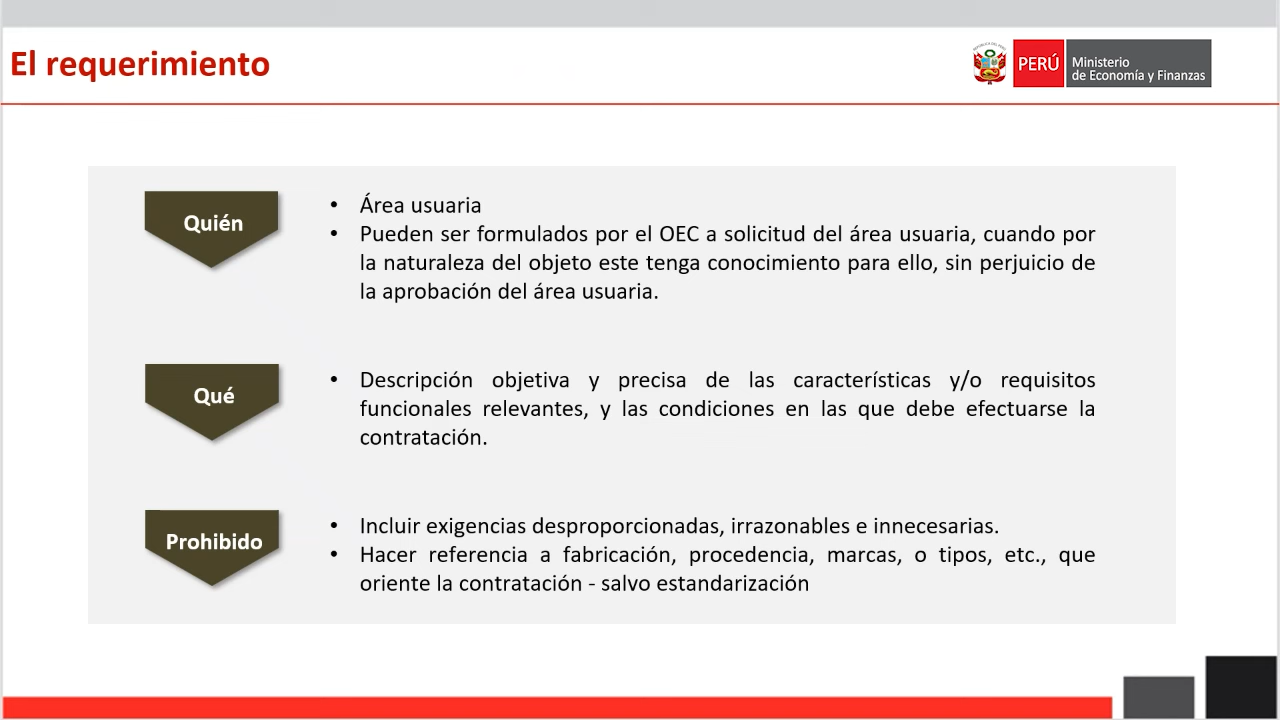 El requerimiento
PERÚ
Ministerio
de Economía y Finanzas
Quién
• Área usuaria
• Pueden ser formulados por el OEC a solicitud del área usuaria, cuando por
la naturaleza del objeto este tenga conocimiento para ello, sin perjuicio de
la aprobación del área usuaria.
Qué
• Descripción objetiva y precisa de las características y/o requisitos
funcionales relevantes, y las condiciones en las que debe efectuarse la
contratación.
Prohibido
• Incluir exigencias desproporcionadas, irrazonables e innecesarias.
• Hacer referencia a fabricación, procedencia, marcas, o tipos, etc., que
oriente la contratación - salvo estandarización